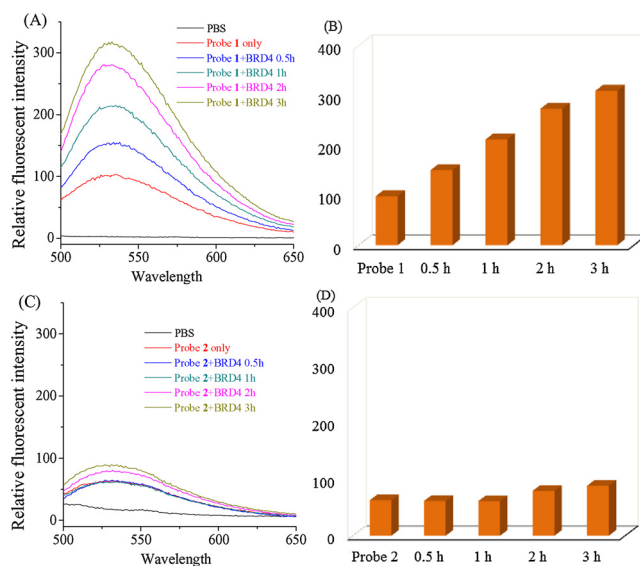 (A)
Relative fluorescent intensity
300
200
100
0
PBS
Probe 1 only
Probe 1+BRD4 0.5h
Probe 1+BRD4 1h
Probe 1+BRD4 2h
Probe 1+BRD4 3h
500 550 600 650
Wavelength
(B)
400
300
200
100
0
Probe 1 0.5 h 1 h 2 h 3 h
(C)
Relative fluorescent intensity
300
200
100
0
PBS
Probe 2 only
Probe 2+BRD4 0.5h
Probe 2+BRD4 1h
Probe 2+BRD4 2h
Probe 2+BRD4 3h
500 550 600 650
Wavelength
(D)
400
300
200
100
0
Probe 2 0.5 h 1 h 2 h 3 h